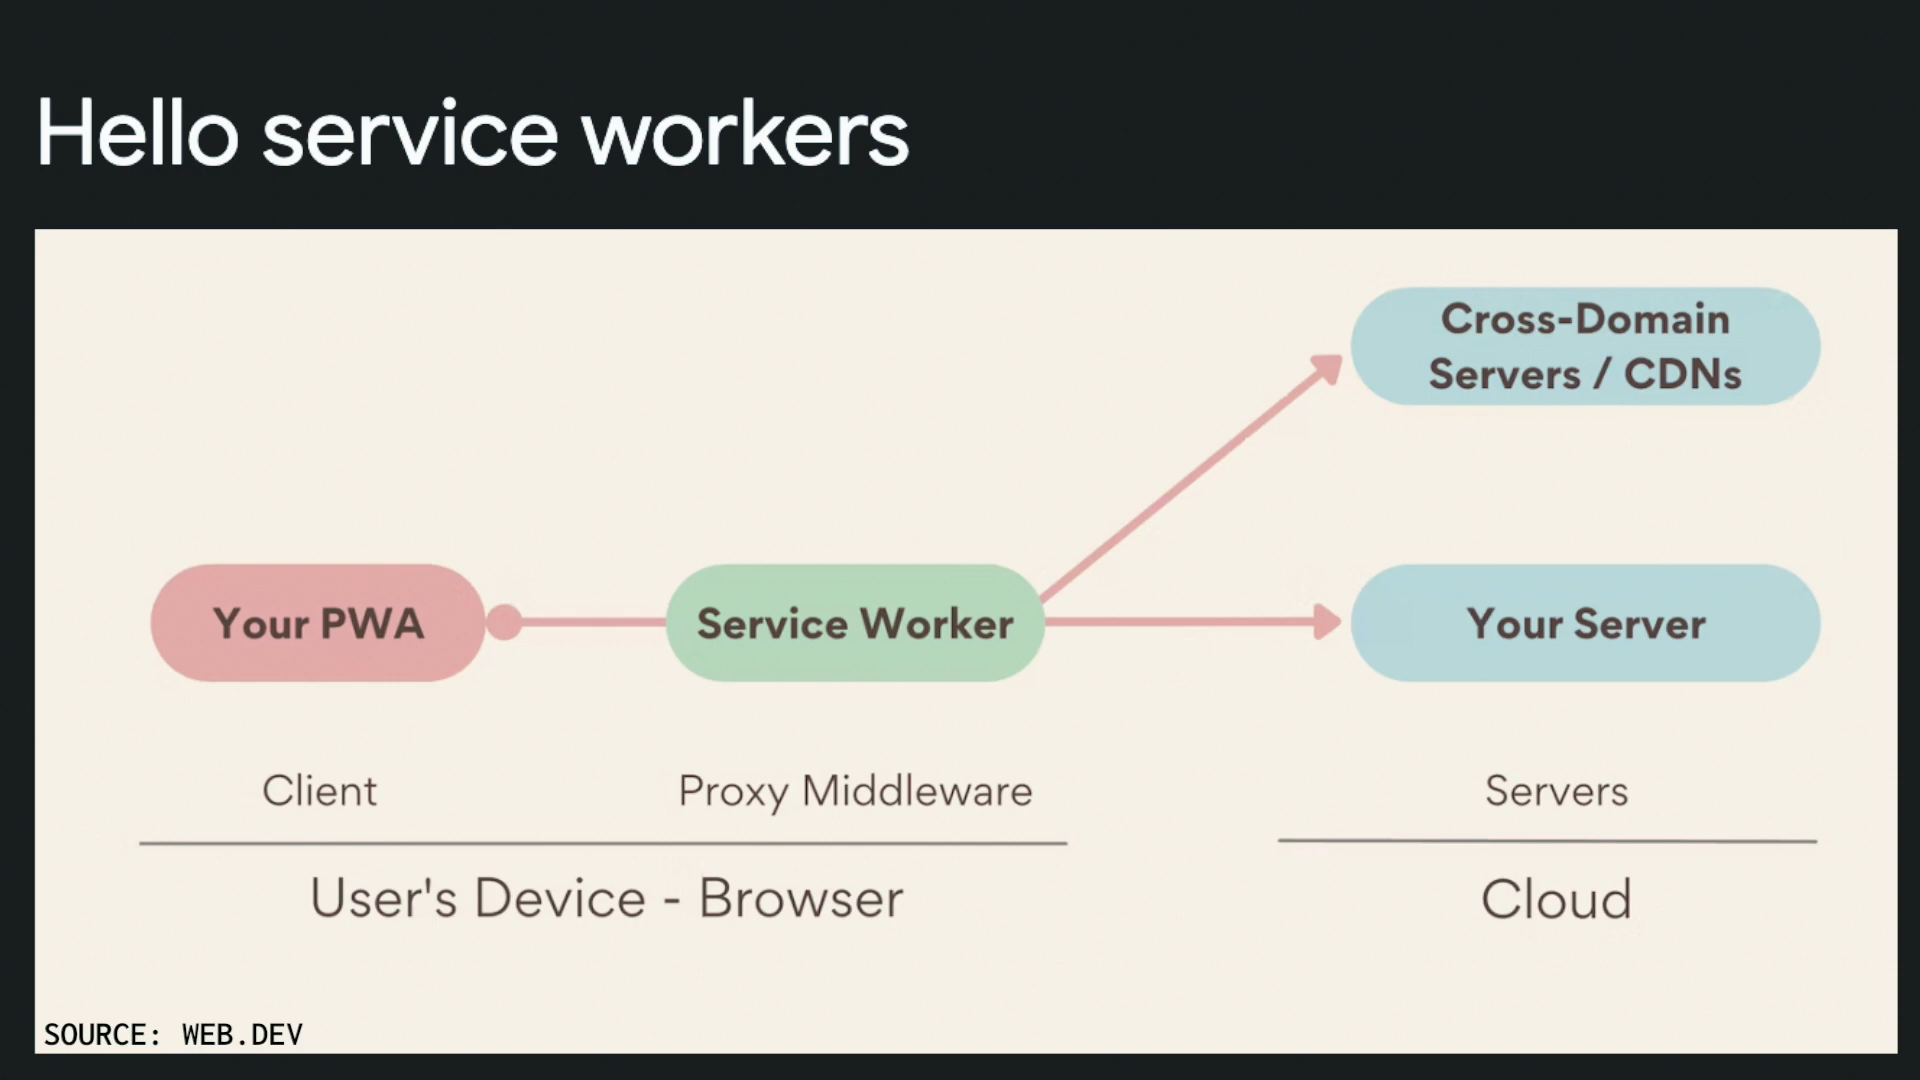 Hello service workers
Cross-Domain
Servers / CDNs
Your PWA
Service Worker
Your Server
Client
Proxy Middleware
Servers
User's Device - Browser
Cloud
SOURCE: WEB.DEV